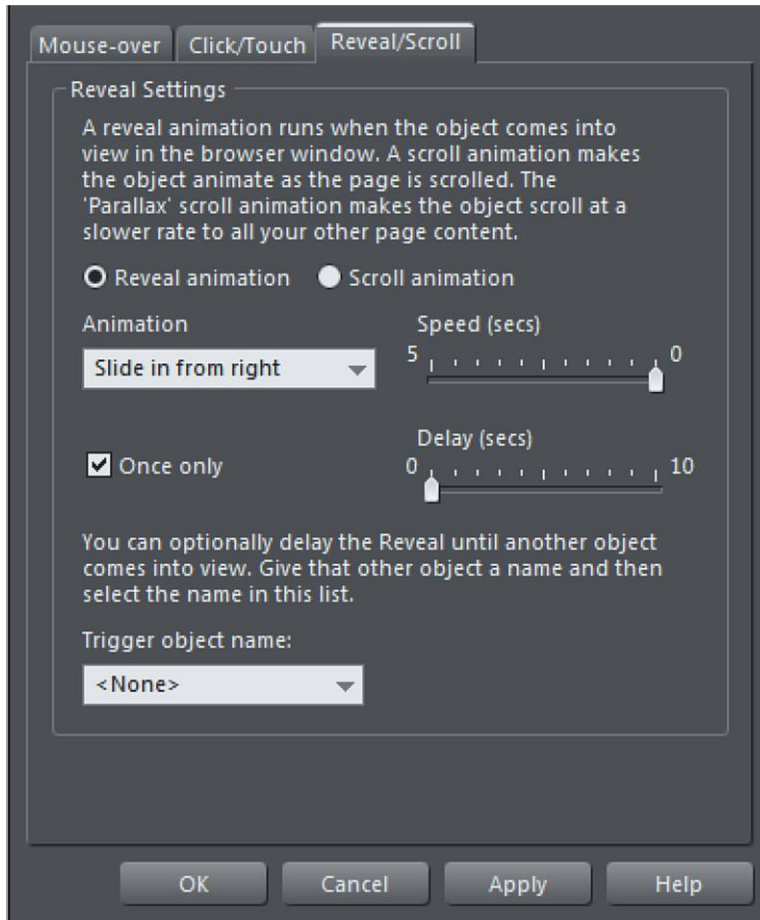 Mouse-over Click/Touch Reveal/Scroll
Reveal Settings
A reveal animation runs when the object comes into
view in the browser window. A scroll animation makes
the object animate as the page is scrolled. The
'Parallax' scroll animation makes the object scroll at a
slower rate to all your other page content.
Reveal animation Scroll animation
Animation Speed (secs)
Slide in from right 5 0
Delay (secs)
Once only 0 10
You can optionally delay the Reveal until another object
comes into view. Give that other object a name and then
select the name in this list.
Trigger object name:
<None>
OK Cancel Apply Help